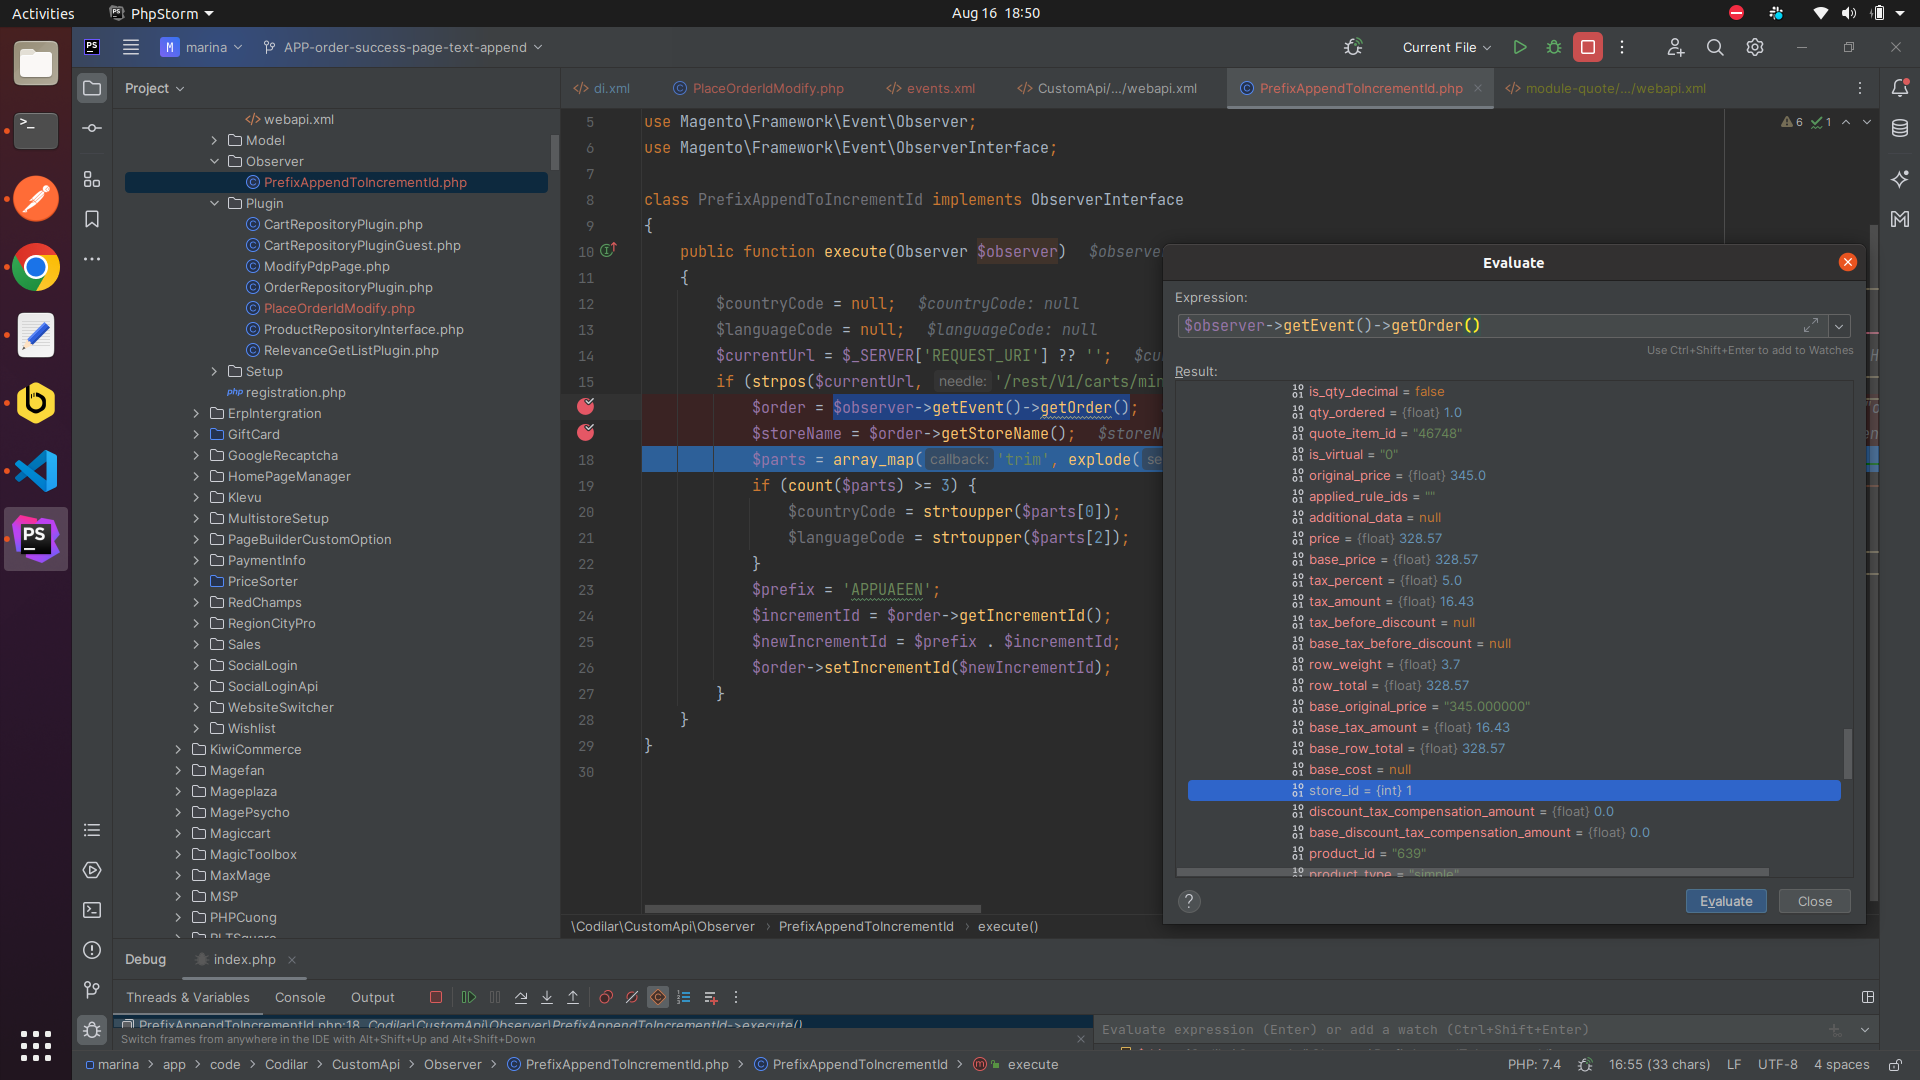 Activities
PhpStorm
Aug 16 18:50
PS
M marina
APP-order-success-page-text-append
Current File
Project
di.xml
PlaceOrderIdModify.php
events.xml
CustomApi/.../webapi.xml
PrefixAppendToIncrementId.php
module-quote/.../webapi.xml
webapi.xml
Model
Observer
PrefixAppendToIncrementId.php
Plugin
CartRepositoryPlugin.php
CartRepositoryPluginGuest.php
ModifyPdpPage.php
OrderRepositoryPlugin.php
PlaceOrderIdModify.php
ProductRepositoryInterface.php
RelevanceGetListPlugin.php
Setup
php registration.php
ErpIntergration
GiftCard
GoogleRecaptcha
HomePageManager
Klevu
MultistoreSetup
PageBuilderCustomOption
PaymentInfo
PriceSorter
RedChamps
RegionCityPro
Sales
SocialLogin
SocialLoginApi
WebsiteSwitcher
Wishlist
KiwiCommerce
Magefan
Mageplaza
MagePsycho
Magiccart
MagicToolbox
MaxMage
MSP
PHPCuong
5 use Magento\Framework\Event\Observer;
6 use Magento\Framework\Event\ObserverInterface;
7
8 class PrefixAppendToIncrementId implements ObserverInterface
9 {
10 public function execute(Observer $observer) $observer
11 {
12 $countryCode = null; $countryCode: null
13 $languageCode = null; $languageCode: null
14 $currentUrl = $_SERVER['REQUEST_URI'] ?? ''; $cu
15 if (strpos($currentUrl, needle: '/rest/V1/carts/min
$order = $observer->getEvent()->getOrder();
$storeName = $order->getStoreName(); $storeN
18 $parts = array_map( callback: 'trim', explode( se
19 if (count($parts) >= 3) {
20 $countryCode = strtoupper($parts[0]);
21 $languageCode = strtoupper($parts[2]);
22 }
23 $prefix = 'APPUAEEN';
24 $incrementId = $order->getIncrementId();
25 $newIncrementId = $prefix . $incrementId;
26 $order->setIncrementId($newIncrementId);
27 }
28 }
29 }
30
6 1
\Codilar\CustomApi\Observer › PrefixAppendToIncrementId › execute()
Evaluate
Expression:
$observer->getEvent()->getOrder()
Use Ctrl+Shift+Enter to add to Watches
Result:
is_qty_decimal = false
qty_ordered = {float} 1.0
quote_item_id = "46748"
is_virtual = "0"
original_price = {float} 345.0
applied_rule_ids = ""
additional_data = null
price = {float} 328.57
base_price = {float} 328.57
tax_percent = {float} 5.0
tax_amount = {float} 16.43
tax_before_discount = null
base_tax_before_discount = null
row_weight = {float} 3.7
row_total = {float} 328.57
base_original_price = "345.000000"
base_tax_amount = {float} 16.43
base_row_total = {float} 328.57
base_cost = null
store_id = {int} 1
discount_tax_compensation_amount = {float} 0.0
base_discount_tax_compensation_amount = {float} 0.0
product_id = "639"
product_type = "simple"
?
Evaluate
Close
Debug
index.php
Threads & Variables
Console
Output
PrefixAppendToIncrementId.php:18, Codilar\CustomApi\Observer\PrefixAppendToIncrementId->execute()
Switch frames from anywhere in the IDE with Alt+Shift+Up and Alt+Shift+Down
Evaluate expression (Enter) or add a watch (Ctrl+Shift+Enter)
marina › app › code › Codilar › CustomApi › Observer › PrefixAppendToIncrementId.php › PrefixAppendToIncrementId › execute
PHP: 7.4
16:55 (33 chars)
LF
UTF-8
4 spaces